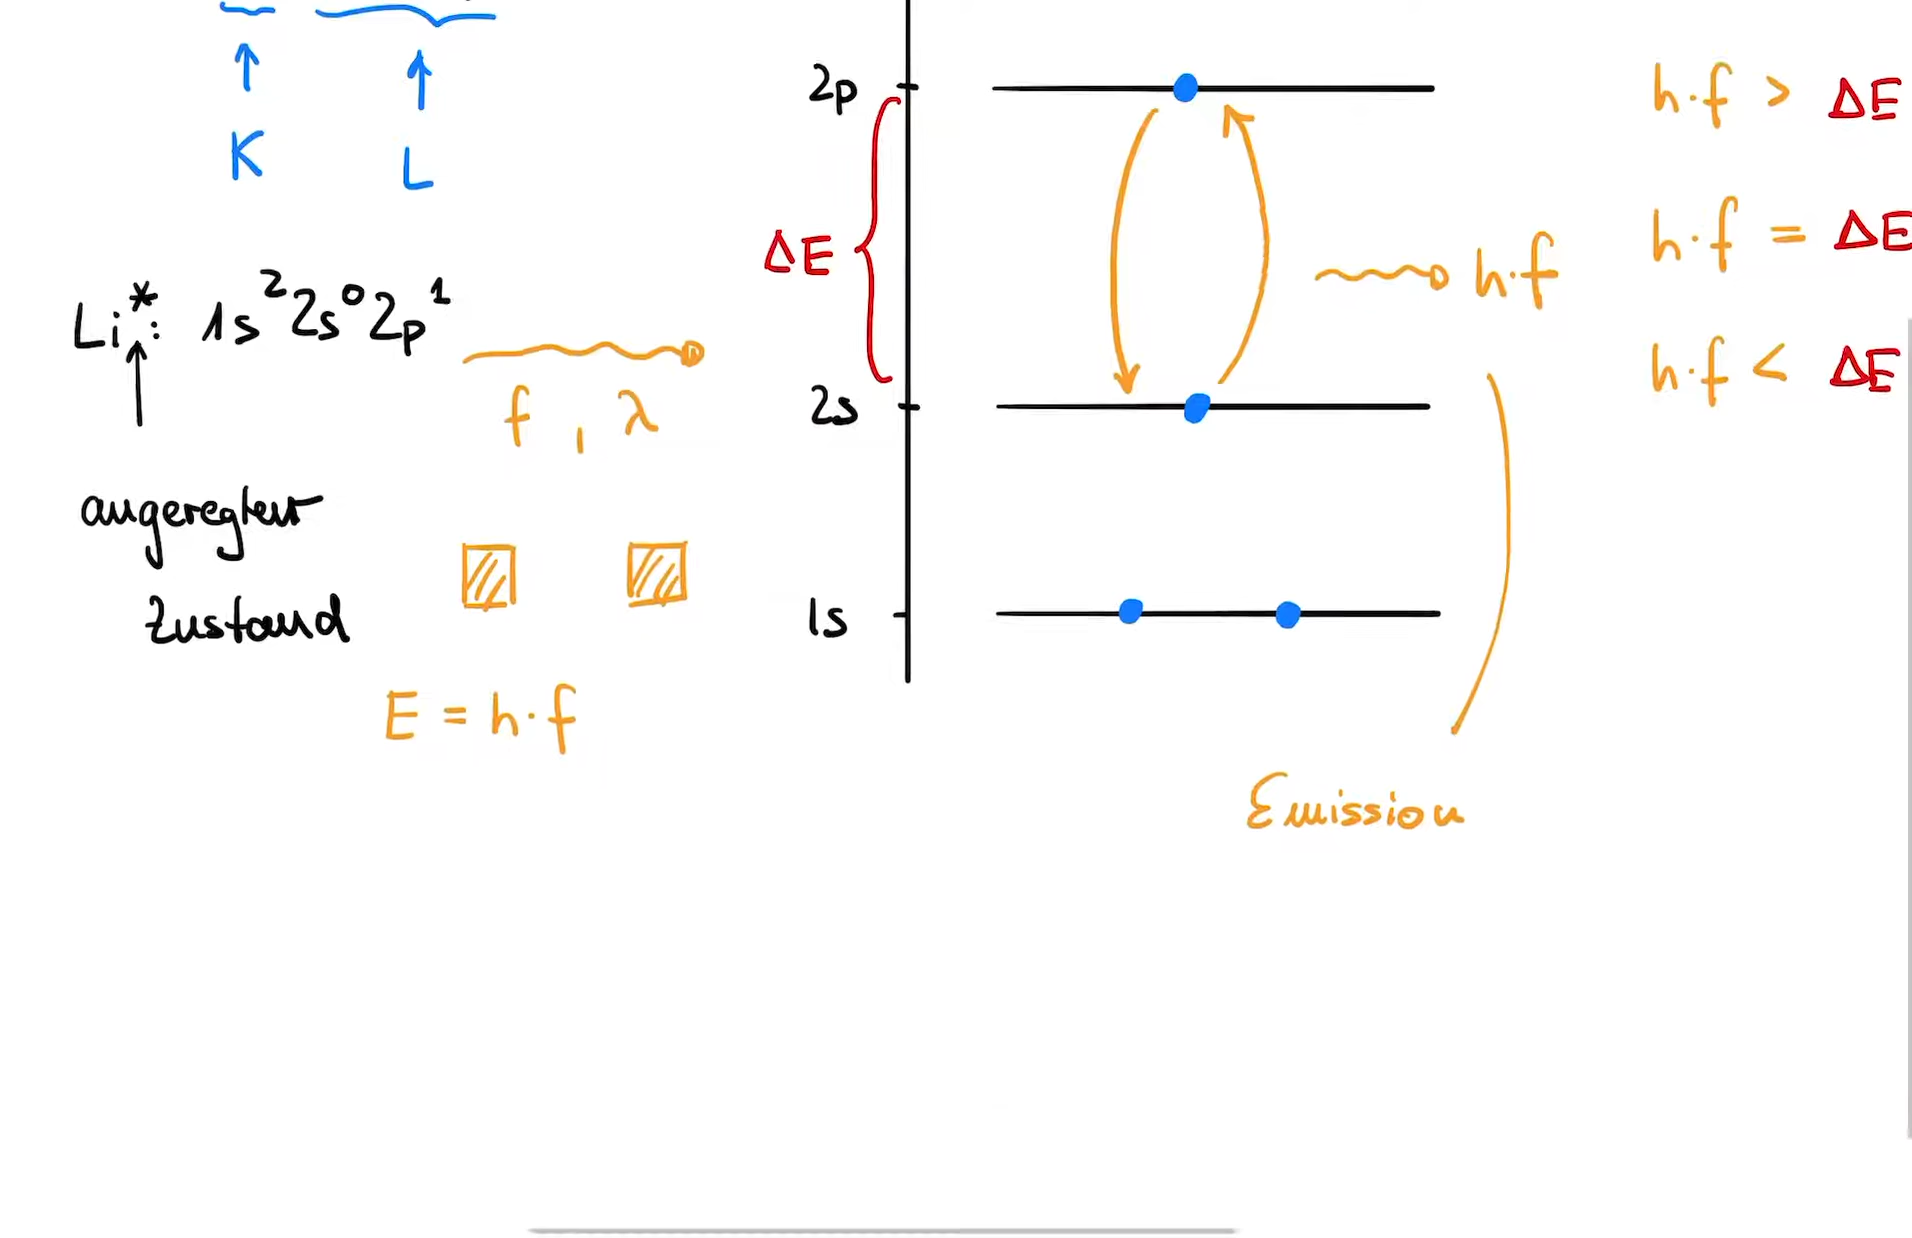 K
L
Li*: 1s²2s⁰2p¹
angeregter
Zustand
f, λ
E = h·f
2p
ΔE
2s
1s
h·f
Emission
h·f > ΔE
h·f = ΔE
h·f < ΔE